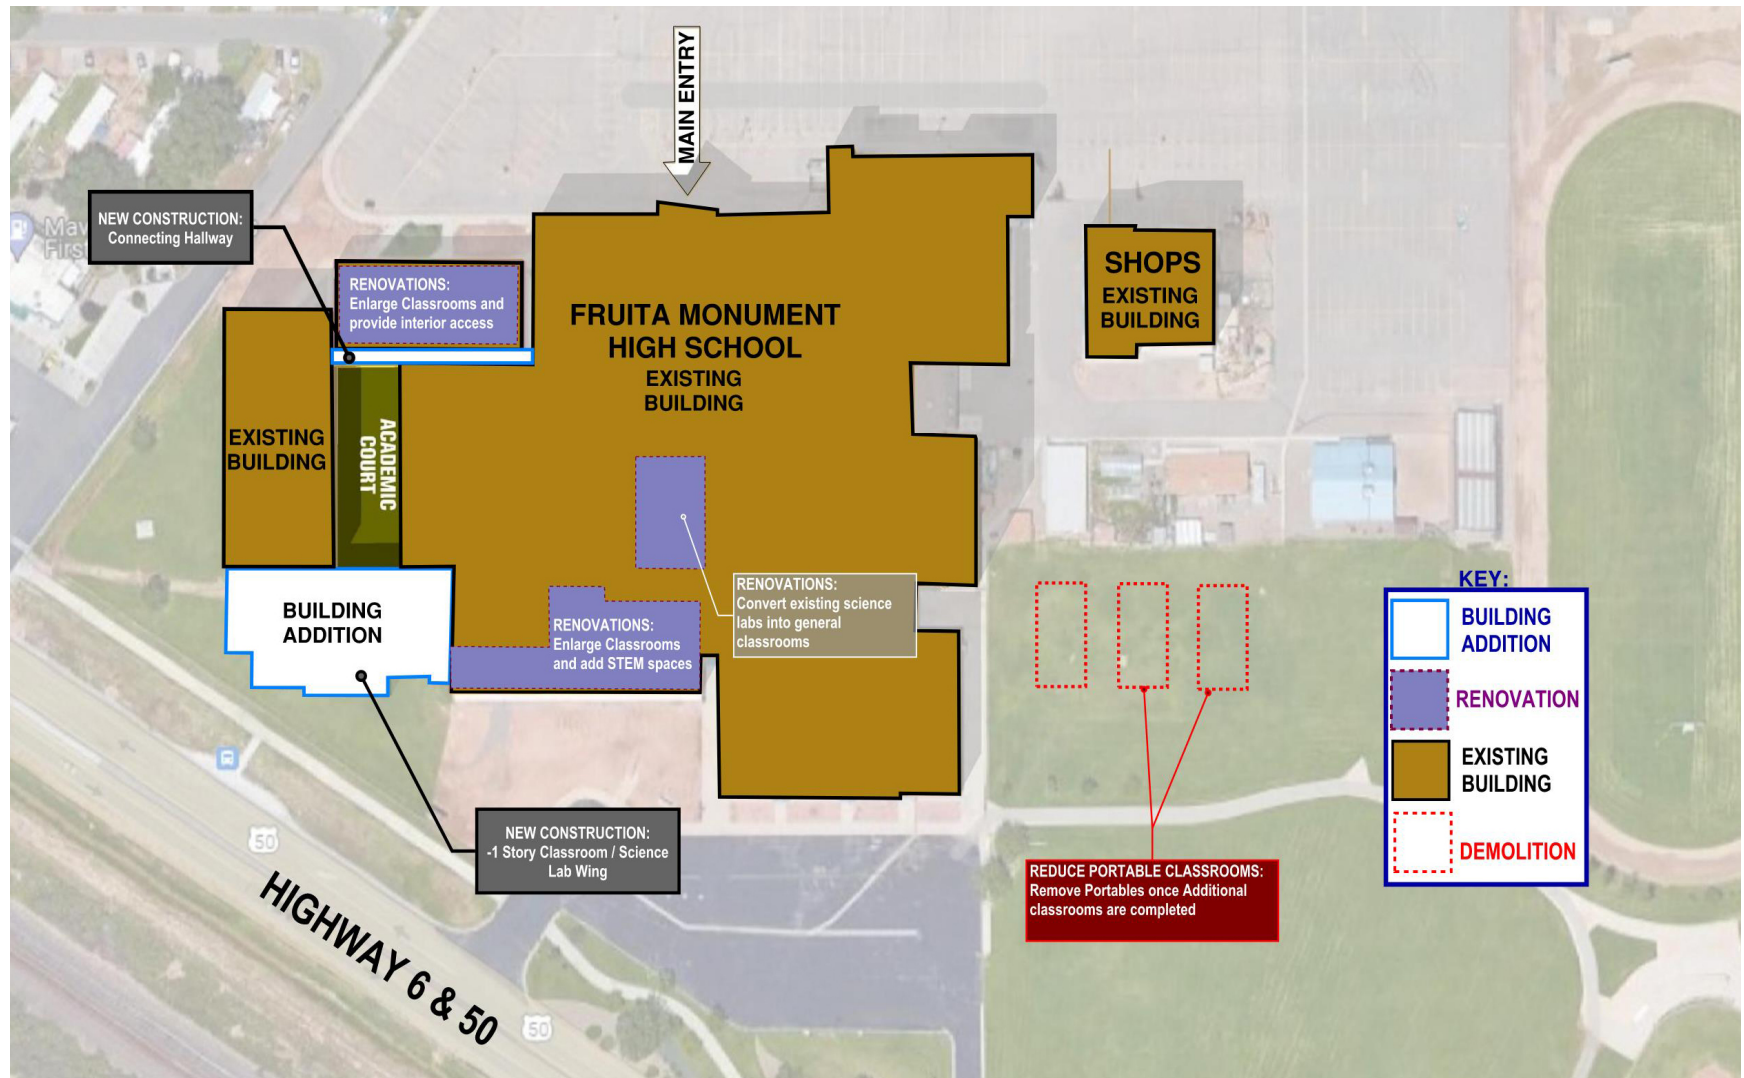 MAIN ENTRY
NEW CONSTRUCTION:
Connecting Hallway
Mav
First
RENOVATIONS:
Enlarge Classrooms and
provide interior access
SHOPS
EXISTING
BUILDING
FRUITA MONUMENT
HIGH SCHOOL
EXISTING
BUILDING
EXISTING
BUILDING
ACADEMIC
COURT
RENOVATIONS:
Convert existing science
labs into general
classrooms
BUILDING
ADDITION
RENOVATIONS:
Enlarge Classrooms
and add STEM spaces
KEY:
BUILDING
ADDITION
RENOVATION
EXISTING
BUILDING
DEMOLITION
NEW CONSTRUCTION:
-1 Story Classroom / Science
Lab Wing
REDUCE PORTABLE CLASSROOMS:
Remove Portables once Additional
classrooms are completed
50
HIGHWAY 6 & 50
50